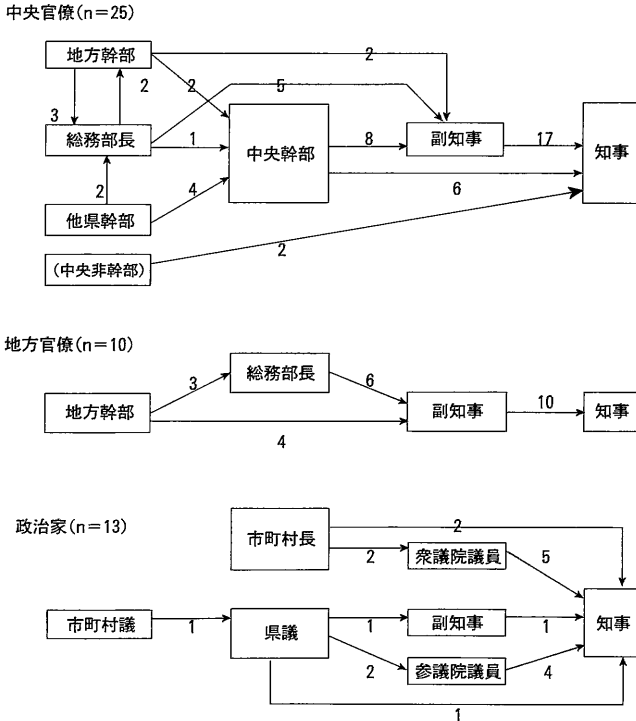 中央官僚(n=25)
地方幹部
2
2
2
5
3
総務部長
1
中央幹部
8
副知事
17
知事
2
4
6
他県幹部
(中央非幹部)
2
地方官僚(n=10)
総務部長
3
6
地方幹部
副知事
10
知事
4
政治家(n=13)
市町村長
2
2
衆議院議員
5
市町村議
1
県議
1
副知事
1
知事
2
参議院議員
4
1